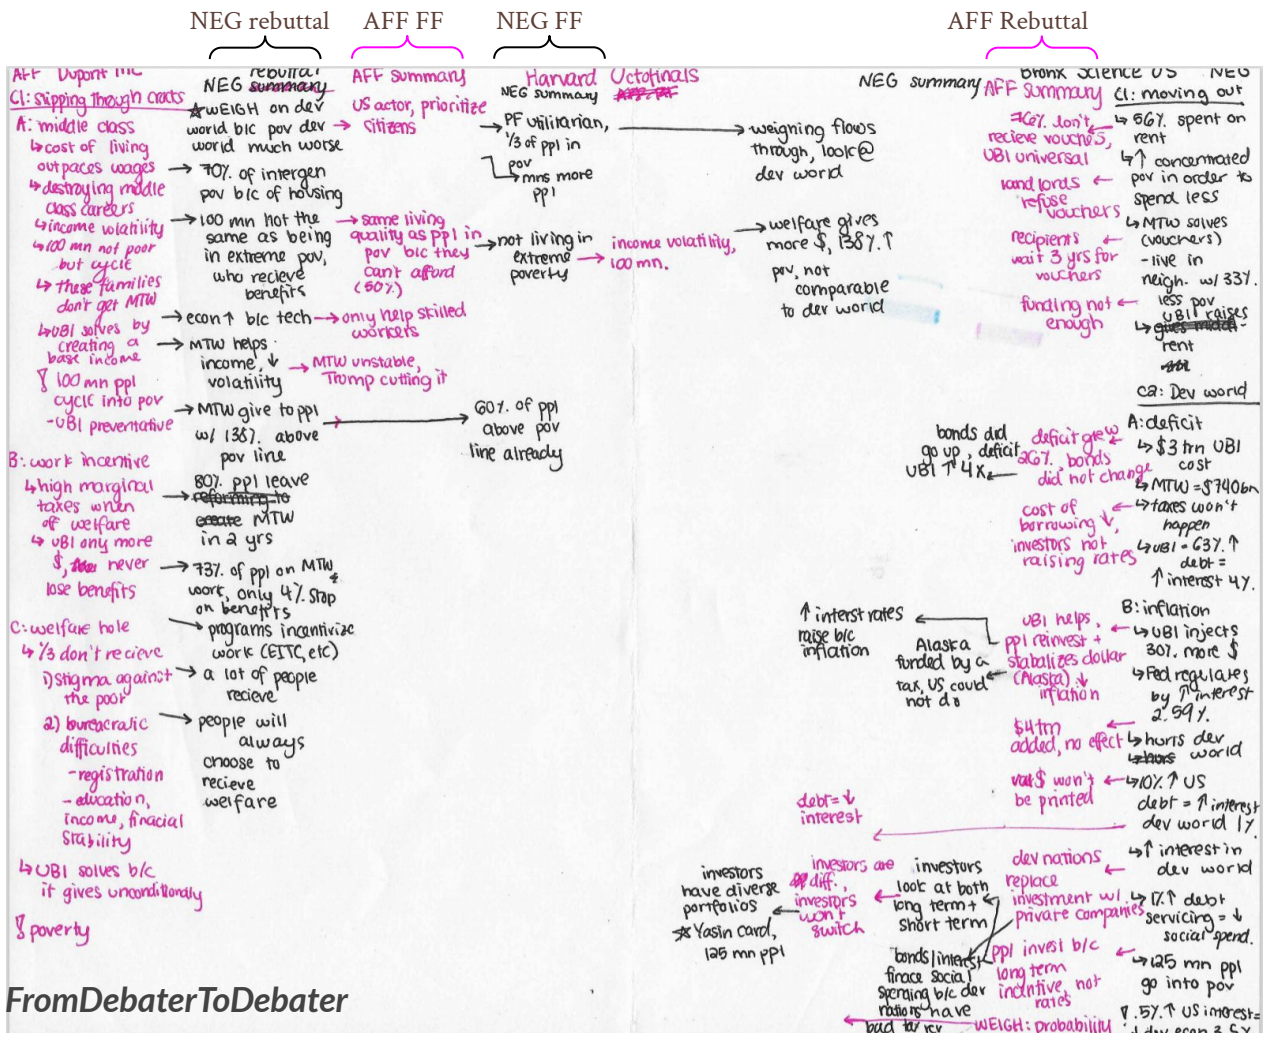 NEG rebuttal
AFF FF
NEG FF
AFF Rebuttal
AFF Dupont MC
C1: slipping through cracks
A: middle class
↳cost of living
outpaces wages
↳destroying middle
class careers
↳income volatility
↳100 mn not poor
but cycle
↳these families
don't get MTW
↳UBI solves by
creating a
base income
100 mn ppl
cycle into pov
-UBI preventative
B: work incentive
↳high marginal
taxes when
off welfare
↳ UBI only more
$, never
lose benefits
C: welfare hole
↳ 1/3 don't recieve
1) stigma against
the poor
2) bureacratic
difficulties
-registration
- education,
income, finacial
stability
↳UBI solves b/c
it gives unconditionally
poverty
rebuttal
NEG summary
☆WEIGH on dev
world b/c pov dev
world much worse
→ 70% of intergen
pov b/c of housing
→100 mn not the
same as being
in extreme pov,
who recieve
benefits
→econ↑ b/c tech
→ MTW helps
income, ↓
volatility
→MTW give to ppl
w/ 138% above
pov line
80% ppl leave
reforming to
create MTW
in 2 yrs
→ 73% of ppl on MTW
work, only 4% stop
on benefits
→programs incentivize
work (EITC, etc)
→ a lot of people
recieve
→ people will
always
choose to
recieve
welfare
AFF summary
US actor, prioritize
→ citizens
→ same living
quality as ppl in
pov b/c they
can't afford
(50%)
→only help skilled
workers
→ MTW unstable,
Trump cutting it
Harvard Octofinals
NEG summary
→PF utilitarian,
1/3 of ppl in
pov
→mns more
ppl
→not living in
extreme
poverty
→ 60% of ppl
above pov
line already
→ income volatility,
100 mn.
NEG summary
→weighing flows
through, look@
dev world
→welfare gives
more $, 138%↑
pov, not
comparable
to dev world
bonds did
go up, deficit
UBI ↑ 4x
↑ interst rates
raise b/c
inflation
Alaska
funded by a
tax, US could
not do
debt=↓
interest
investors
have diverse
portfolios
☆ Yasin card,
125 mn ppl
investors are
diff.,
investors
won't
switch
investors
look at both
long term +
short term
bonds/interest
finace social
spending b/c dev
nations have
bad tax rev
AFF summary
76% don't
recieve vouches,
UBI universal
landlords ←
refuse
vouchers
recipients ←
wait 3 yrs for
vouchers
funding not ←
enough
deficit grew
26%, bonds
did not change
cost of
borrowing ↓,
investors not
raising rates
UBI helps,
ppl reinvest +
stabalizes dollar
(Alaska) ↓
inflation
$4 trn
added, no effect
$ won't
be printed
dev nations
replace
investment w/
private companies
ppl invest b/c
long term
incintive, not
rates
WEIGH: probability
Bronx Science US NEG
C1: moving out
↳ 56% spent on
rent
↳↑ concentrated
pov in order to
spend less
↳MTW solves
(vouchers)
-live in
neigh. w/ 33%
less pov
↳UBI raises
rent
C2: Dev world
A: deficit
↳$3 trn UBI
cost
↳MTW=$740bn
↳taxes won't
happen
↳UBI=63%↑
debt=
↑ interest 4%
B: inflation
↳UBI injects
30% more $
↳Fed regulates
by ↑ interest
2.59%
↳hurts dev
world
↳10%↑ US
debt=↑ interest
dev world 1%
↳↑ interest in
dev world
↳1%↑ debt
servicing=↓
social spend.
↳125 mn ppl
go into pov
.5%↑ US interest=
FromDebaterToDebater